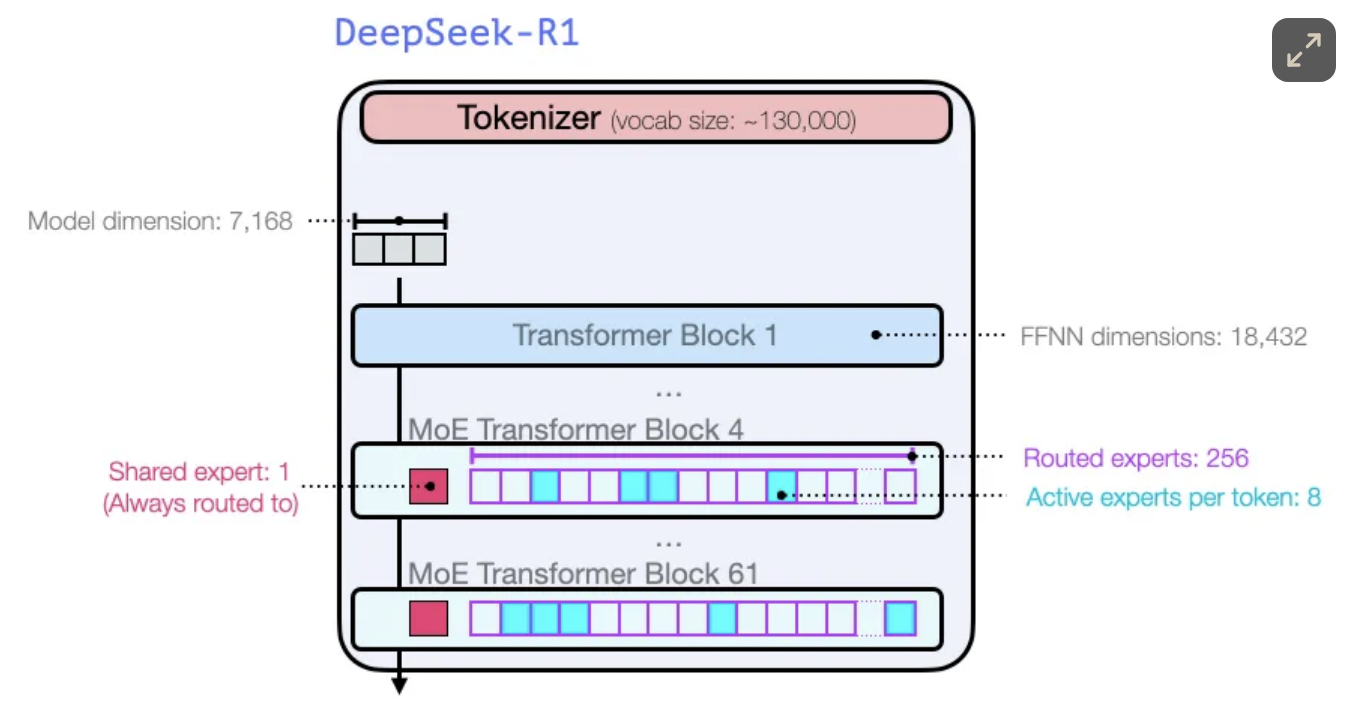 DeepSeek-R1
Tokenizer (vocab size: ~130,000)
Model dimension: 7,168
Transformer Block 1
FFNN dimensions: 18,432
...
MoE Transformer Block 4
Shared expert: 1
(Always routed to)
Routed experts: 256
Active experts per token: 8
...
MoE Transformer Block 61